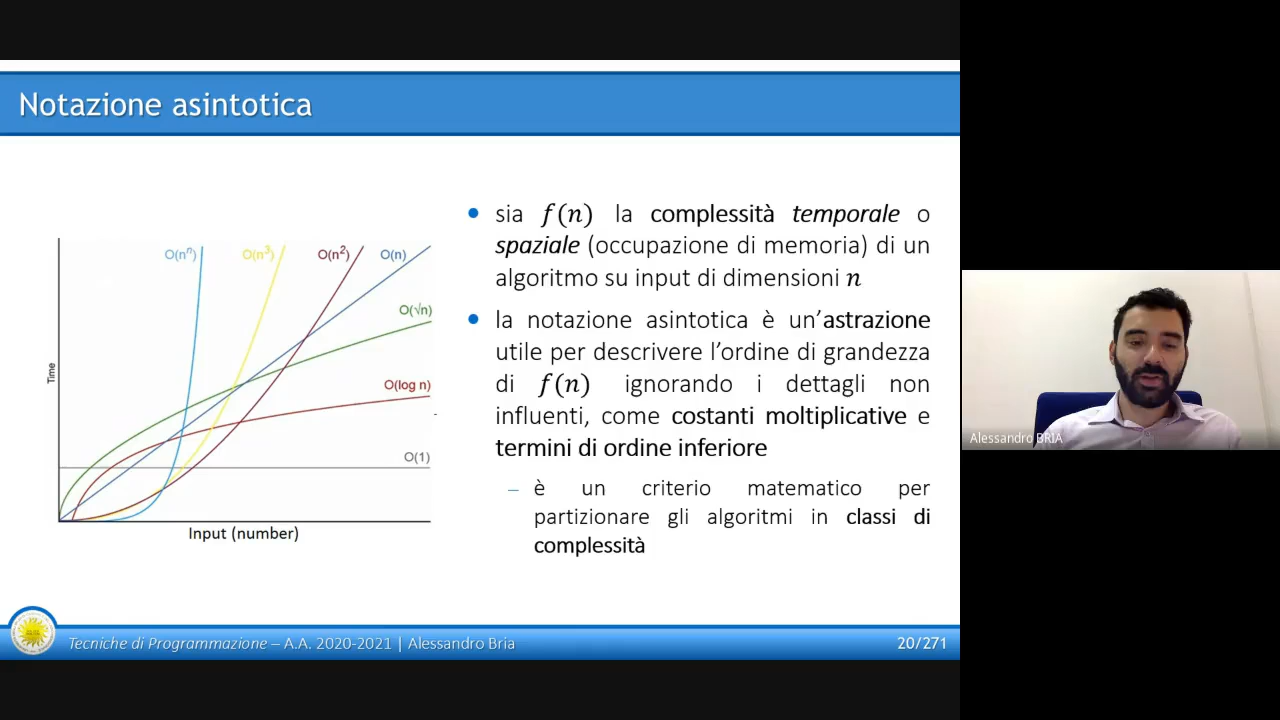 Notazione asintotica
O(nⁿ)
O(n³)
O(n²)
O(n)
O(√n)
O(log n)
O(1)
Time
Input (number)
• sia f(n) la complessità temporale o
spaziale (occupazione di memoria) di un
algoritmo su input di dimensioni n
• la notazione asintotica è un'astrazione
utile per descrivere l'ordine di grandezza
di f(n) ignorando i dettagli non
influenti, come costanti moltiplicative e
termini di ordine inferiore
– è un criterio matematico per
partizionare gli algoritmi in classi di
complessità
Alessandro BRIA
Tecniche di Programmazione – A.A. 2020-2021 | Alessandro Bria
20/271